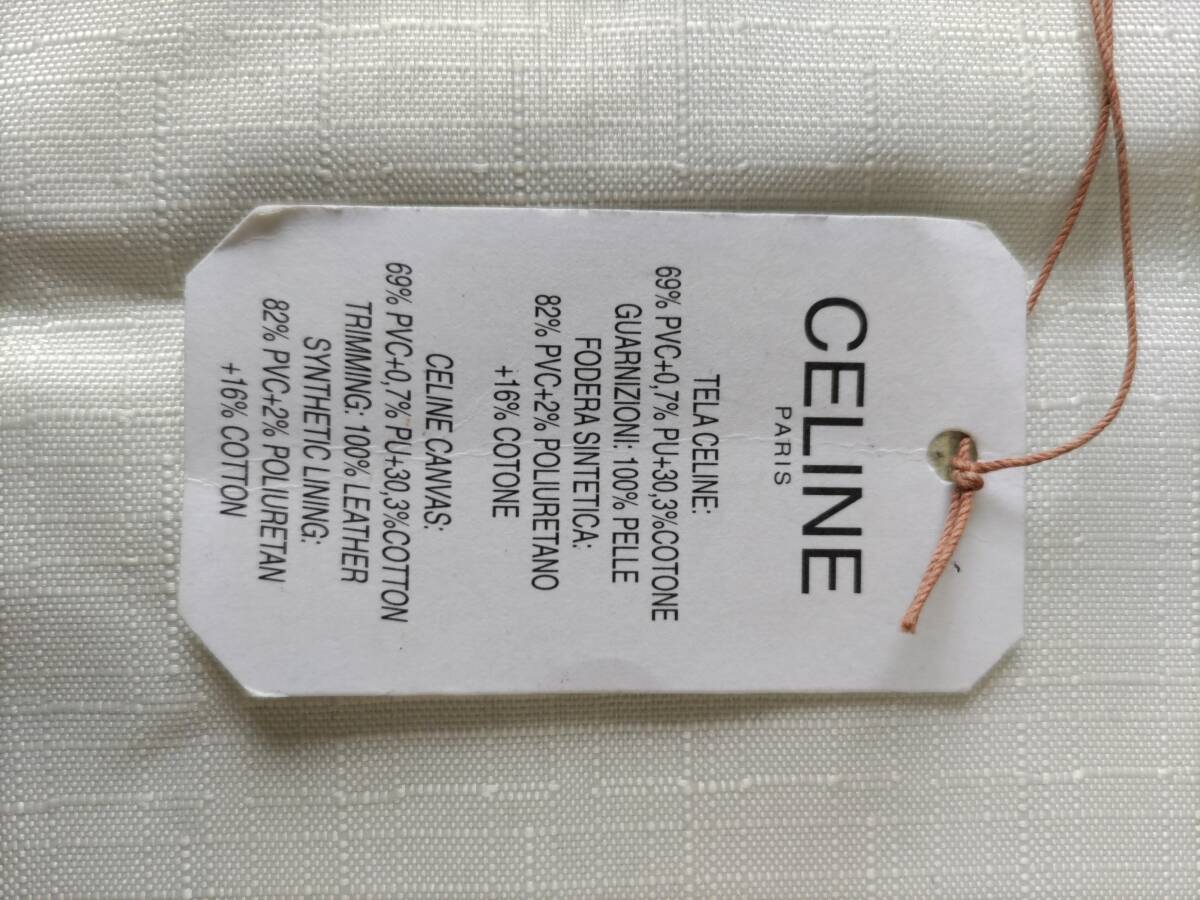 CELINE
PARIS
TELA CELINE:
69% PVC+0,7% PU+30,3%COTONE
GUARNIZIONI: 100% PELLE
FODERA SINTETICA:
82% PVC+2% POLIURETANO
+16% COTONE
CELINE CANVAS:
69% PVC+0,7% PU+30,3%COTTON
TRIMMING: 100% LEATHER
SYNTHETIC LINING:
82% PVC+2% POLIURETAN
+16% COTTON